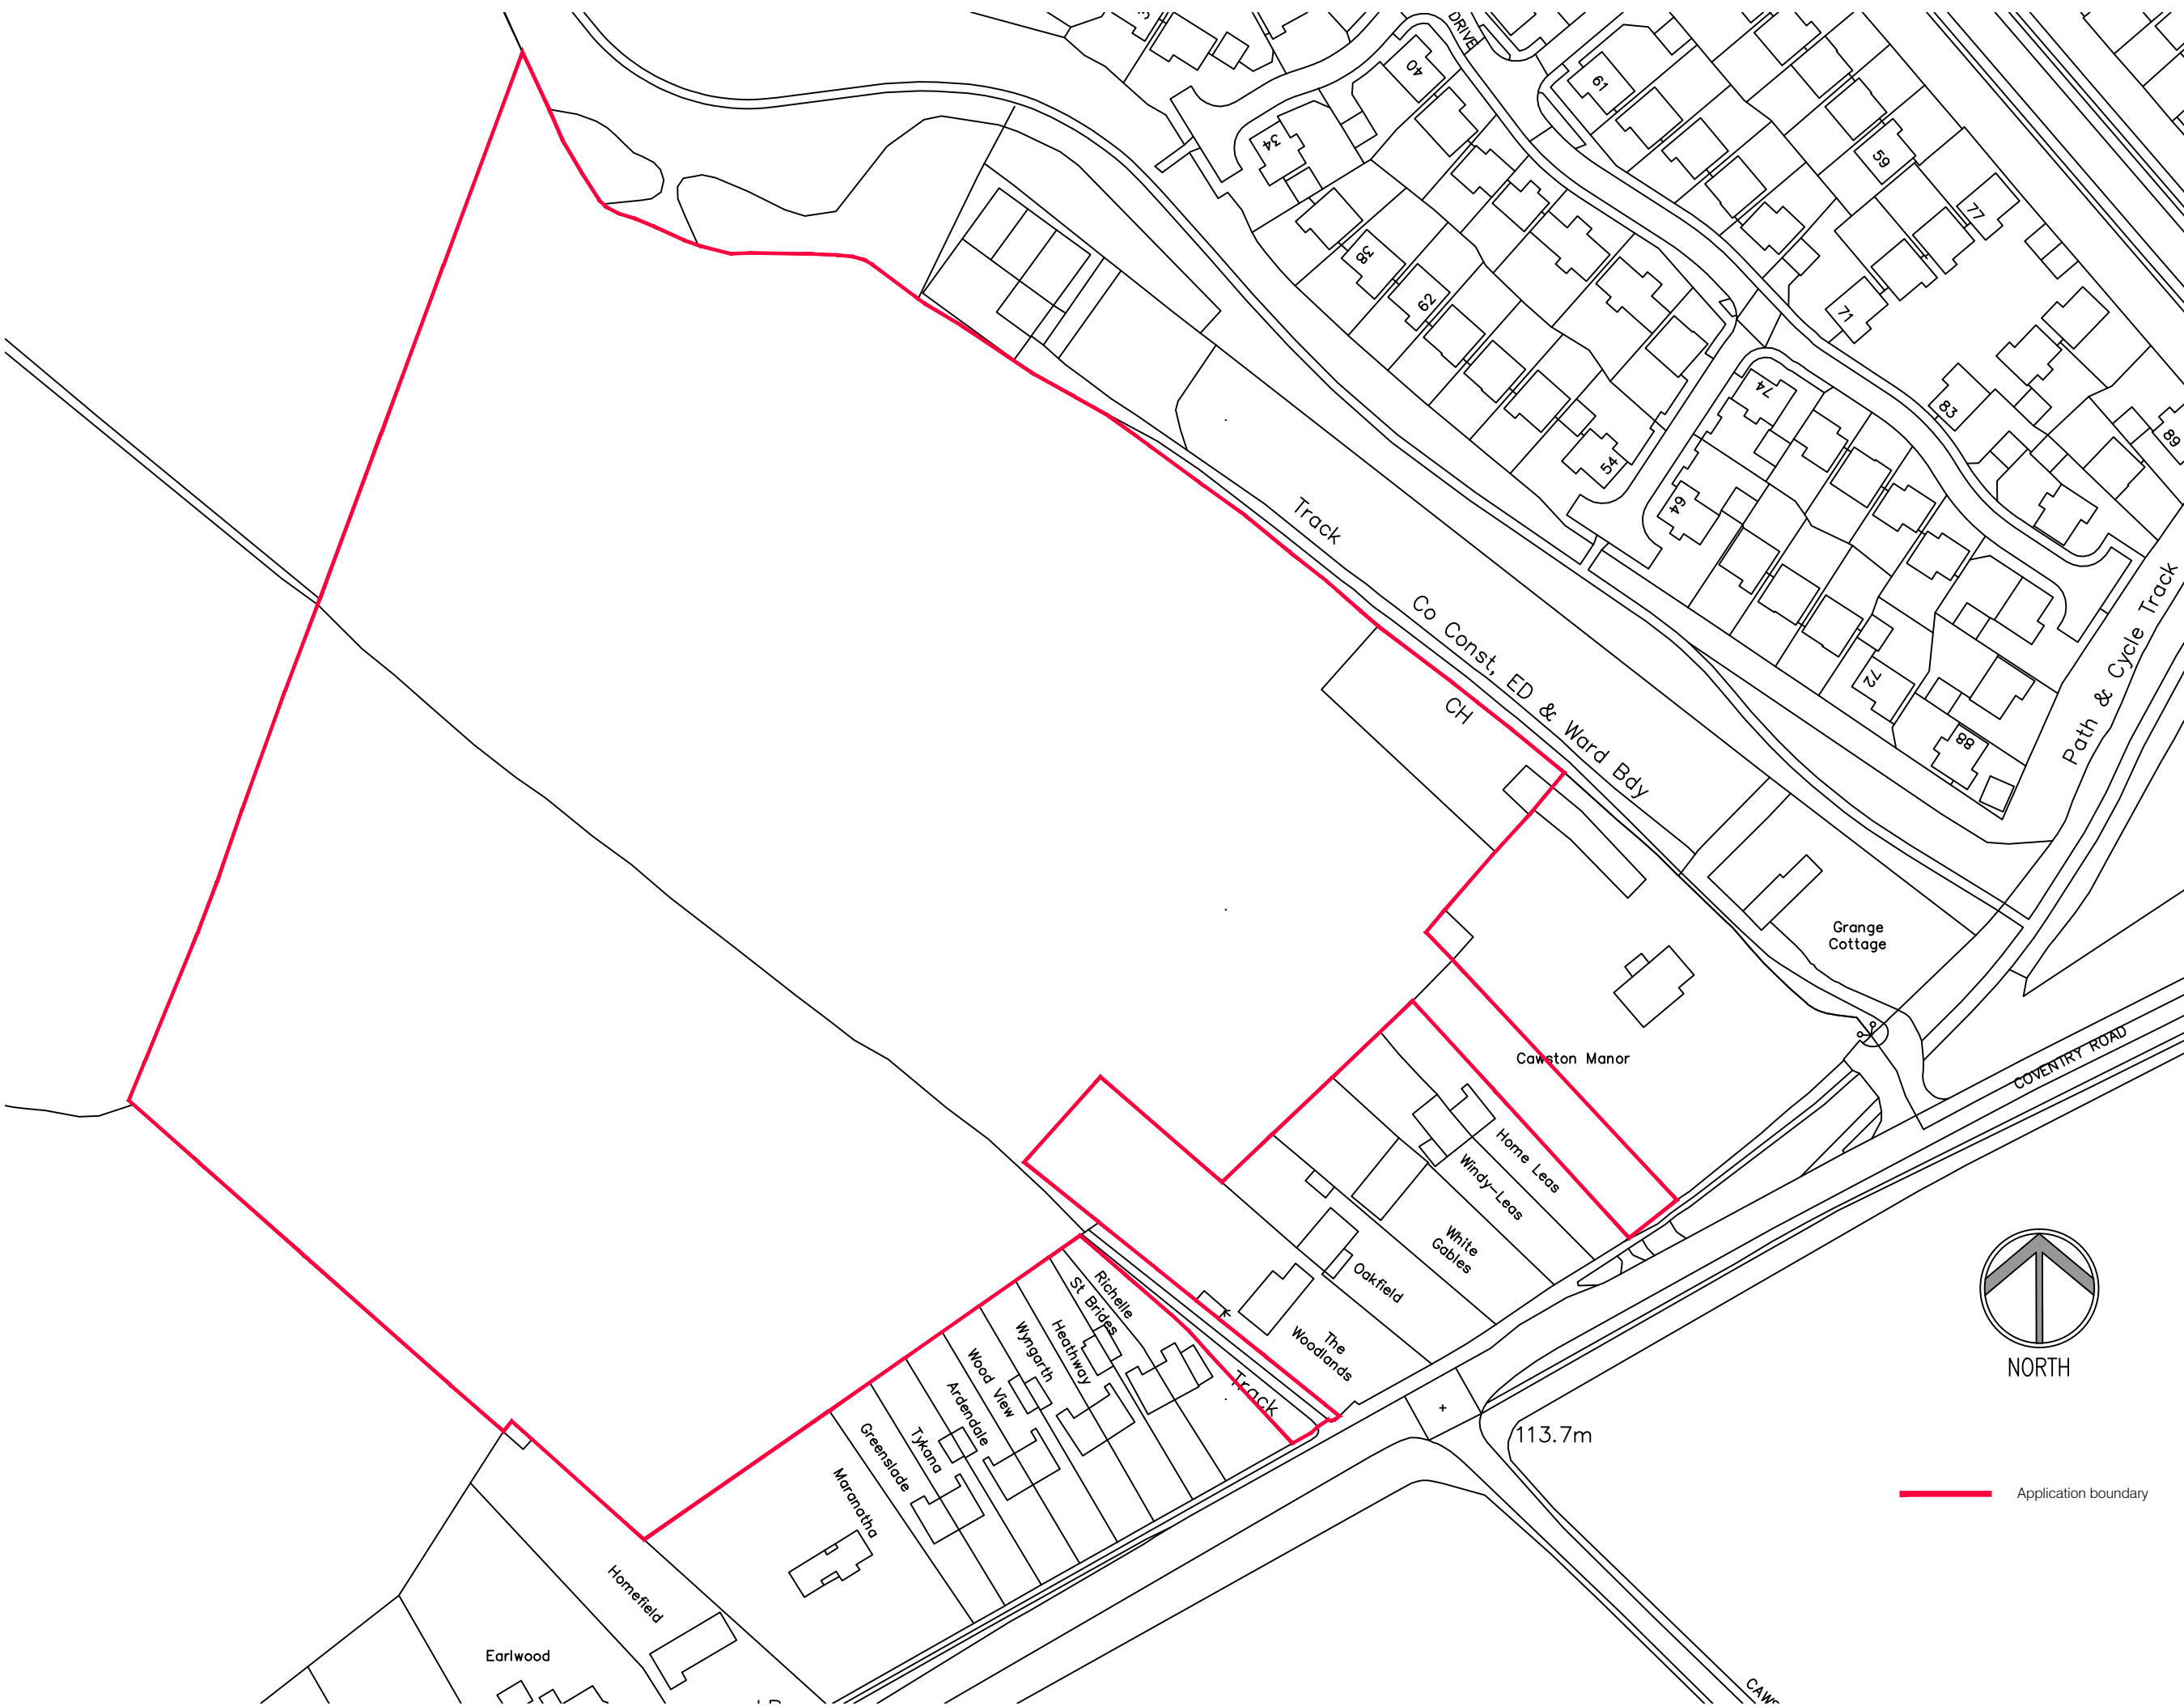 DRIVE
40
61
34
59
77
38
62
71
74
83
89
54
64
72
88
Track
Co Const, ED & Ward Bdy
CH
Path & Cycle Track
Grange
Cottage
COVENTRY ROAD
Cawston Manor
Home Leas
Windy-Leas
White
Gables
Oakfield
The
Woodlands
Richelle
St Brides
Heathway
Wyngarth
Wood View
Ardendale
Tykana
Greenslade
Maranatha
Track
Homefield
Earlwood
113.7m
NORTH
Application boundary